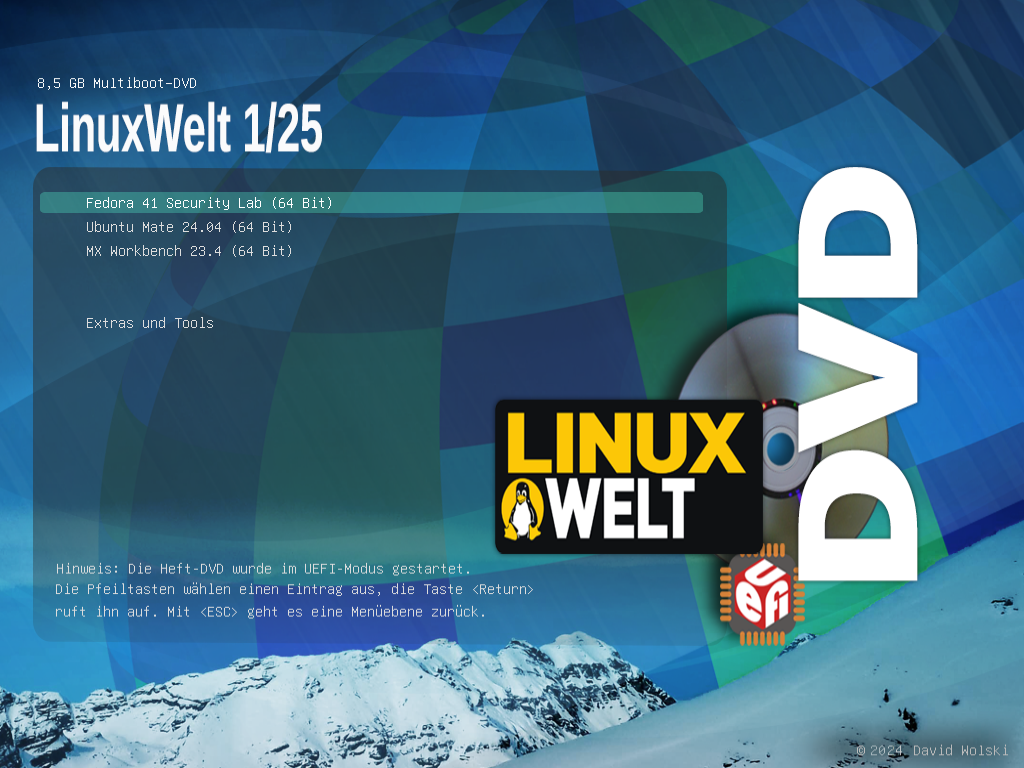 8,5 GB Multiboot-DVD
LinuxWelt 1/25
Fedora 41 Security Lab (64 Bit)
Ubuntu Mate 24.04 (64 Bit)
MX Workbench 23.4 (64 Bit)
Extras und Tools
DVD
LINUX
WELT
Hinweis: Die Heft-DVD wurde im UEFI-Modus gestartet.
Die Pfeiltasten wählen einen Eintrag aus, die Taste <Return>
ruft ihn auf. Mit <ESC> geht es eine Menüebene zurück.
UEFI
© 2024 David Wolski